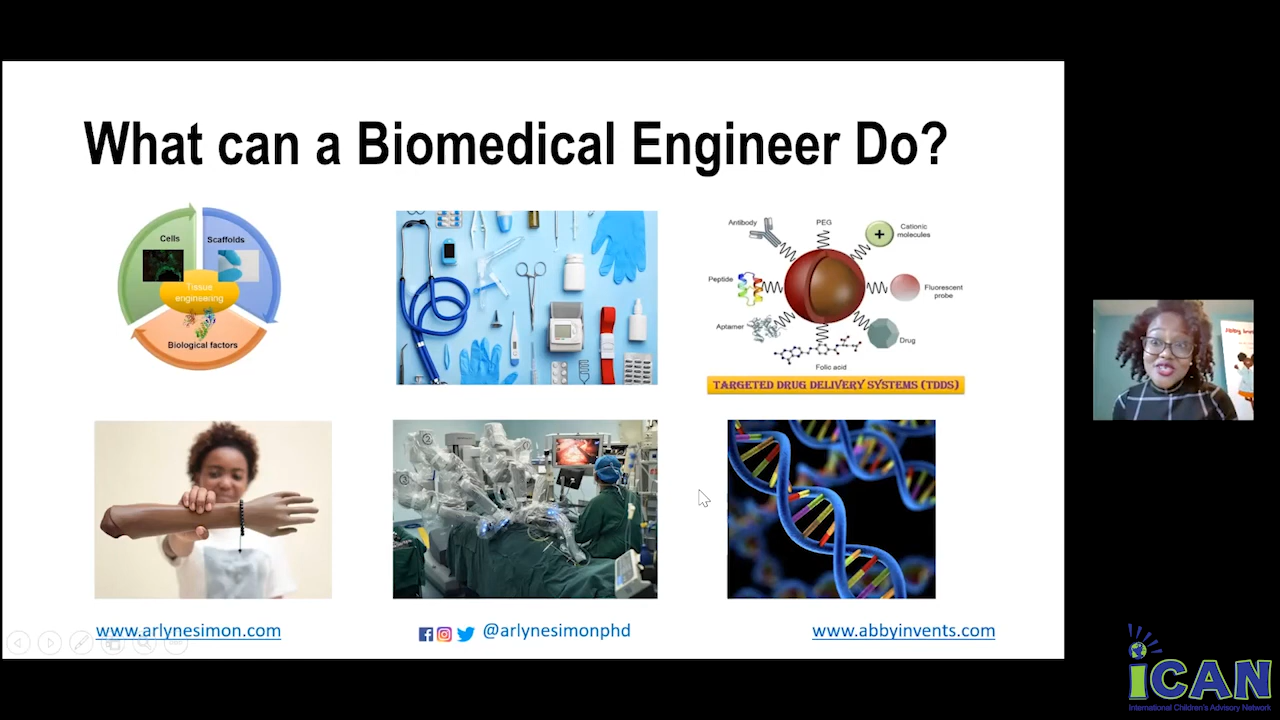 What can a Biomedical Engineer Do?
Cells
Scaffolds
Tissue
engineering
Biological factors
Antibody
PEG
Cationic
molecules
Peptide
Fluorescent
probe
Aptamer
Drug
Folic acid
TARGETED DRUG DELIVERY SYSTEMS (TDDS)
www.arlynesimon.com
@arlynesimonphd
www.abbyinvents.com
iCAN
International Children's Advisory Network